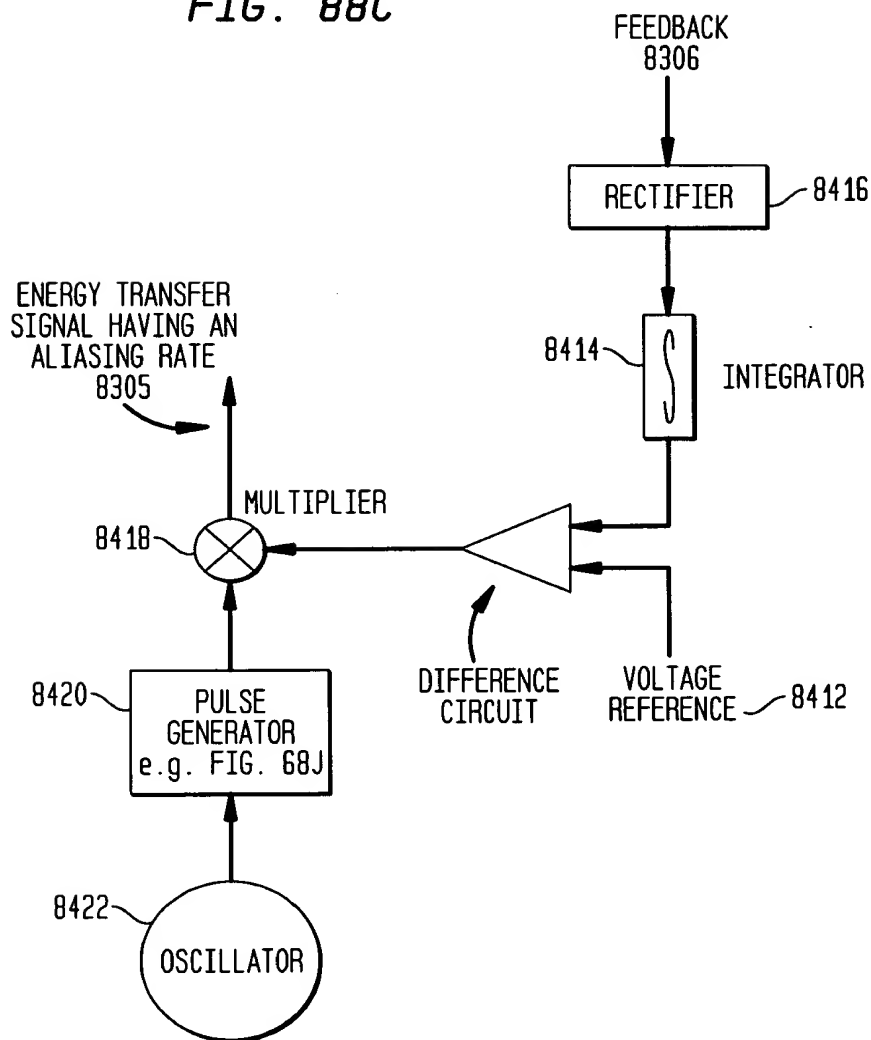 FIG. 88C
FEEDBACK
8306
RECTIFIER
8416
ENERGY TRANSFER
SIGNAL HAVING AN
ALIASING RATE
8305
8414
INTEGRATOR
MULTIPLIER
8418
DIFFERENCE
CIRCUIT
VOLTAGE
REFERENCE
8412
8420
PULSE
GENERATOR
e.g. FIG. 68J
8422
OSCILLATOR